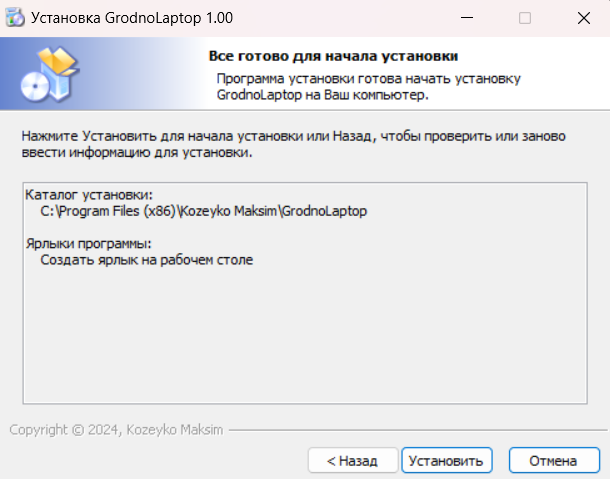 Установка GrodnoLaptop 1.00
Все готово для начала установки
Программа установки готова начать установку
GrodnoLaptop на Ваш компьютер.
Нажмите Установить для начала установки или Назад, чтобы проверить или заново
ввести информацию для установки.
Каталог установки:
C:\Program Files (x86)\Kozeyko Maksim\GrodnoLaptop
Ярлыки программы:
Создать ярлык на рабочем столе
Copyright © 2024, Kozeyko Maksim
< Назад
Установить
Отмена